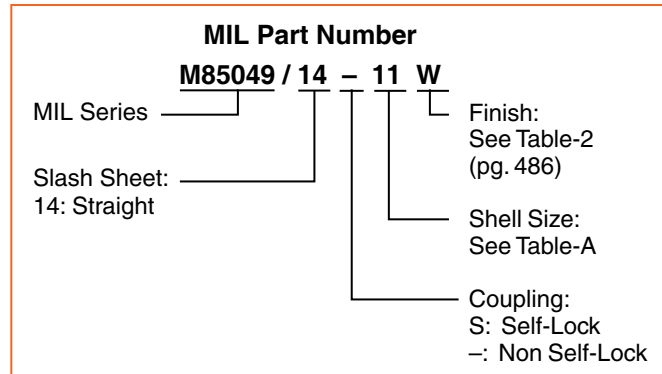 MIL Part Number
M85049 / 14 – 11 W
MIL Series
Slash Sheet:
14: Straight
Finish:
See Table-2
(pg. 486)
Shell Size:
See Table-A
Coupling:
S: Self-Lock
–: Non Self-Lock